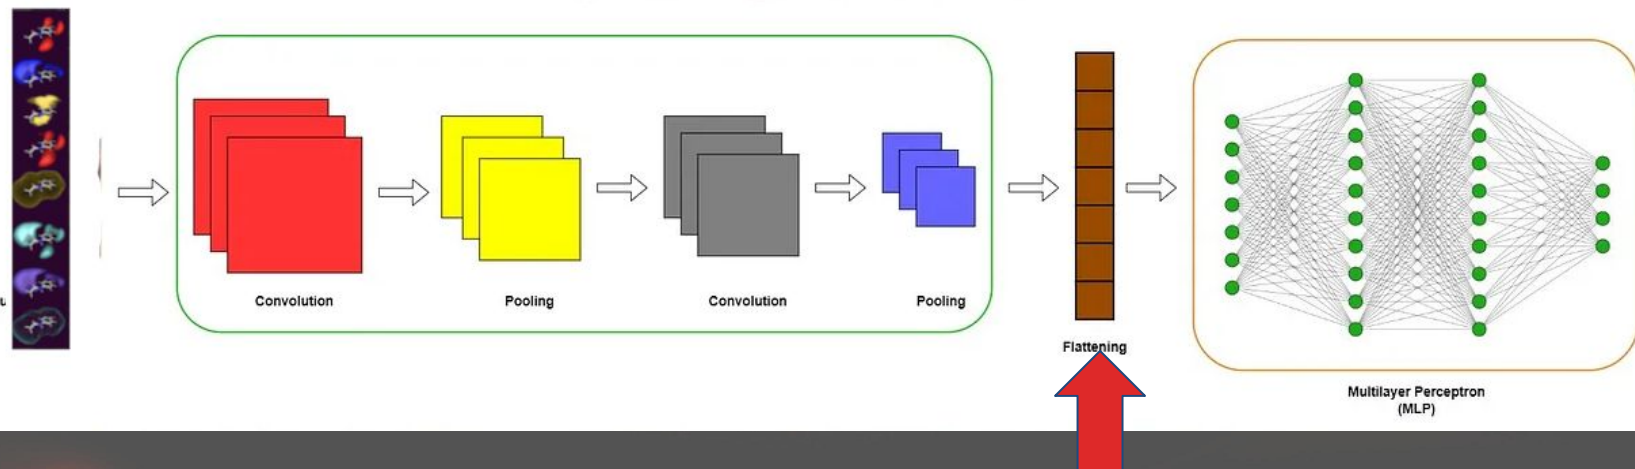 Convolution
Pooling
Convolution
Pooling
Flattening
Multilayer Perceptron
(MLP)